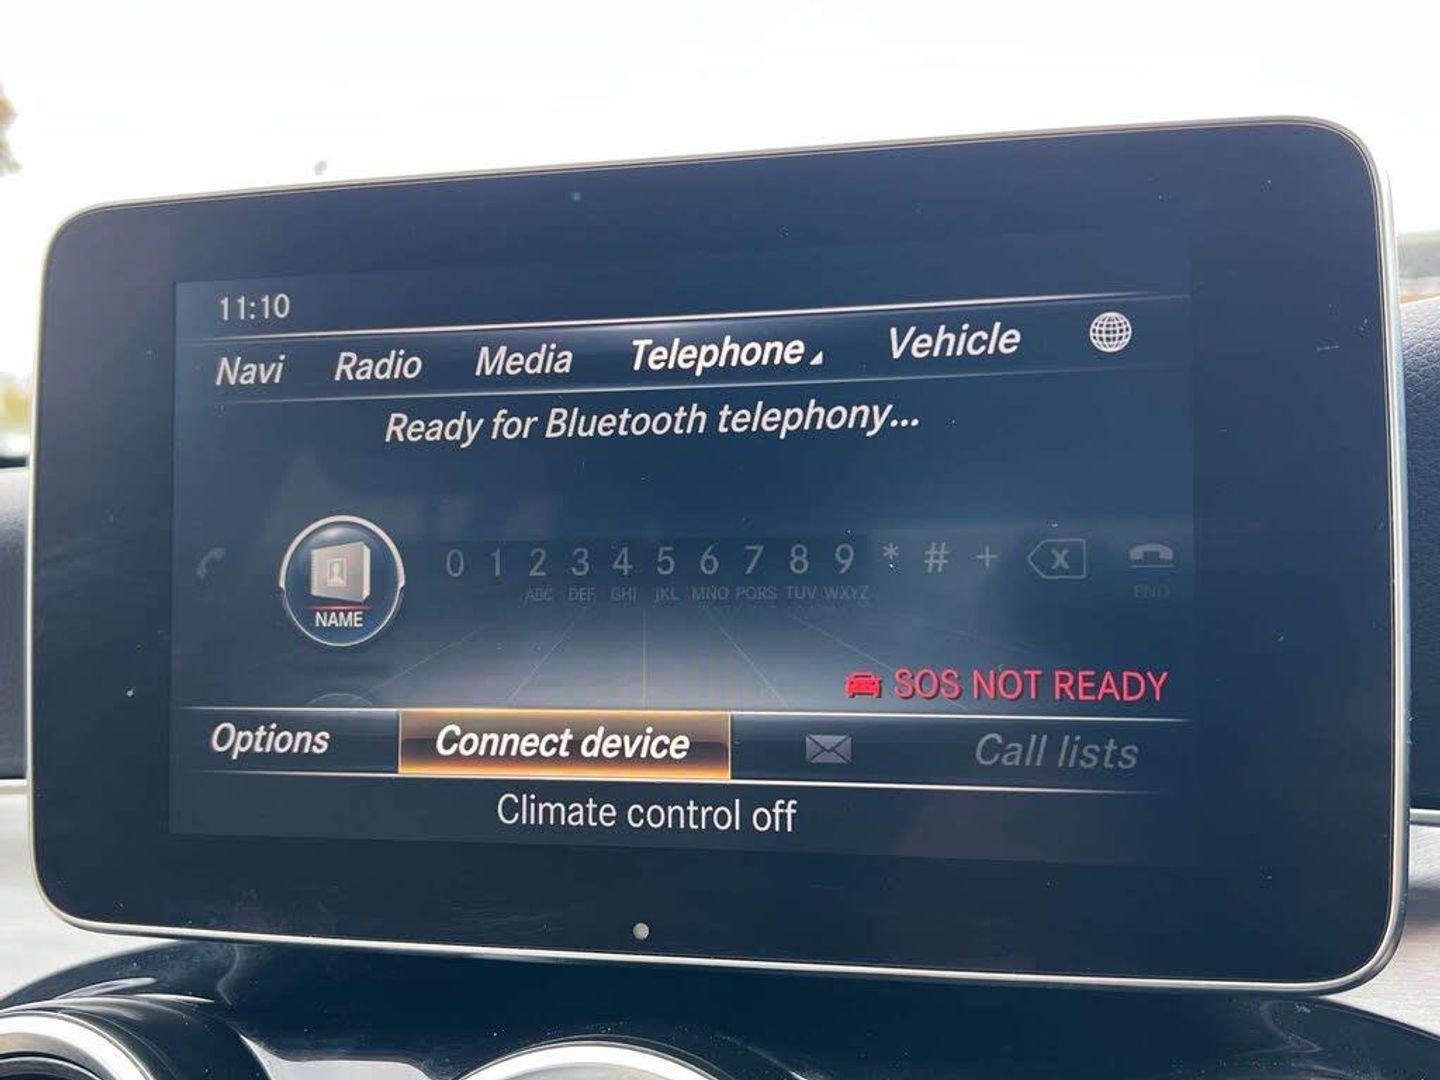 11:10
Navi Radio Media Telephone Vehicle
Ready for Bluetooth telephony...
0 1 2 3 4 5 6 7 8 9 * # + X
ABC DEF GHI JKL MNO PQRS TUV WXYZ END
NAME
SOS NOT READY
Options Connect device Call lists
Climate control off